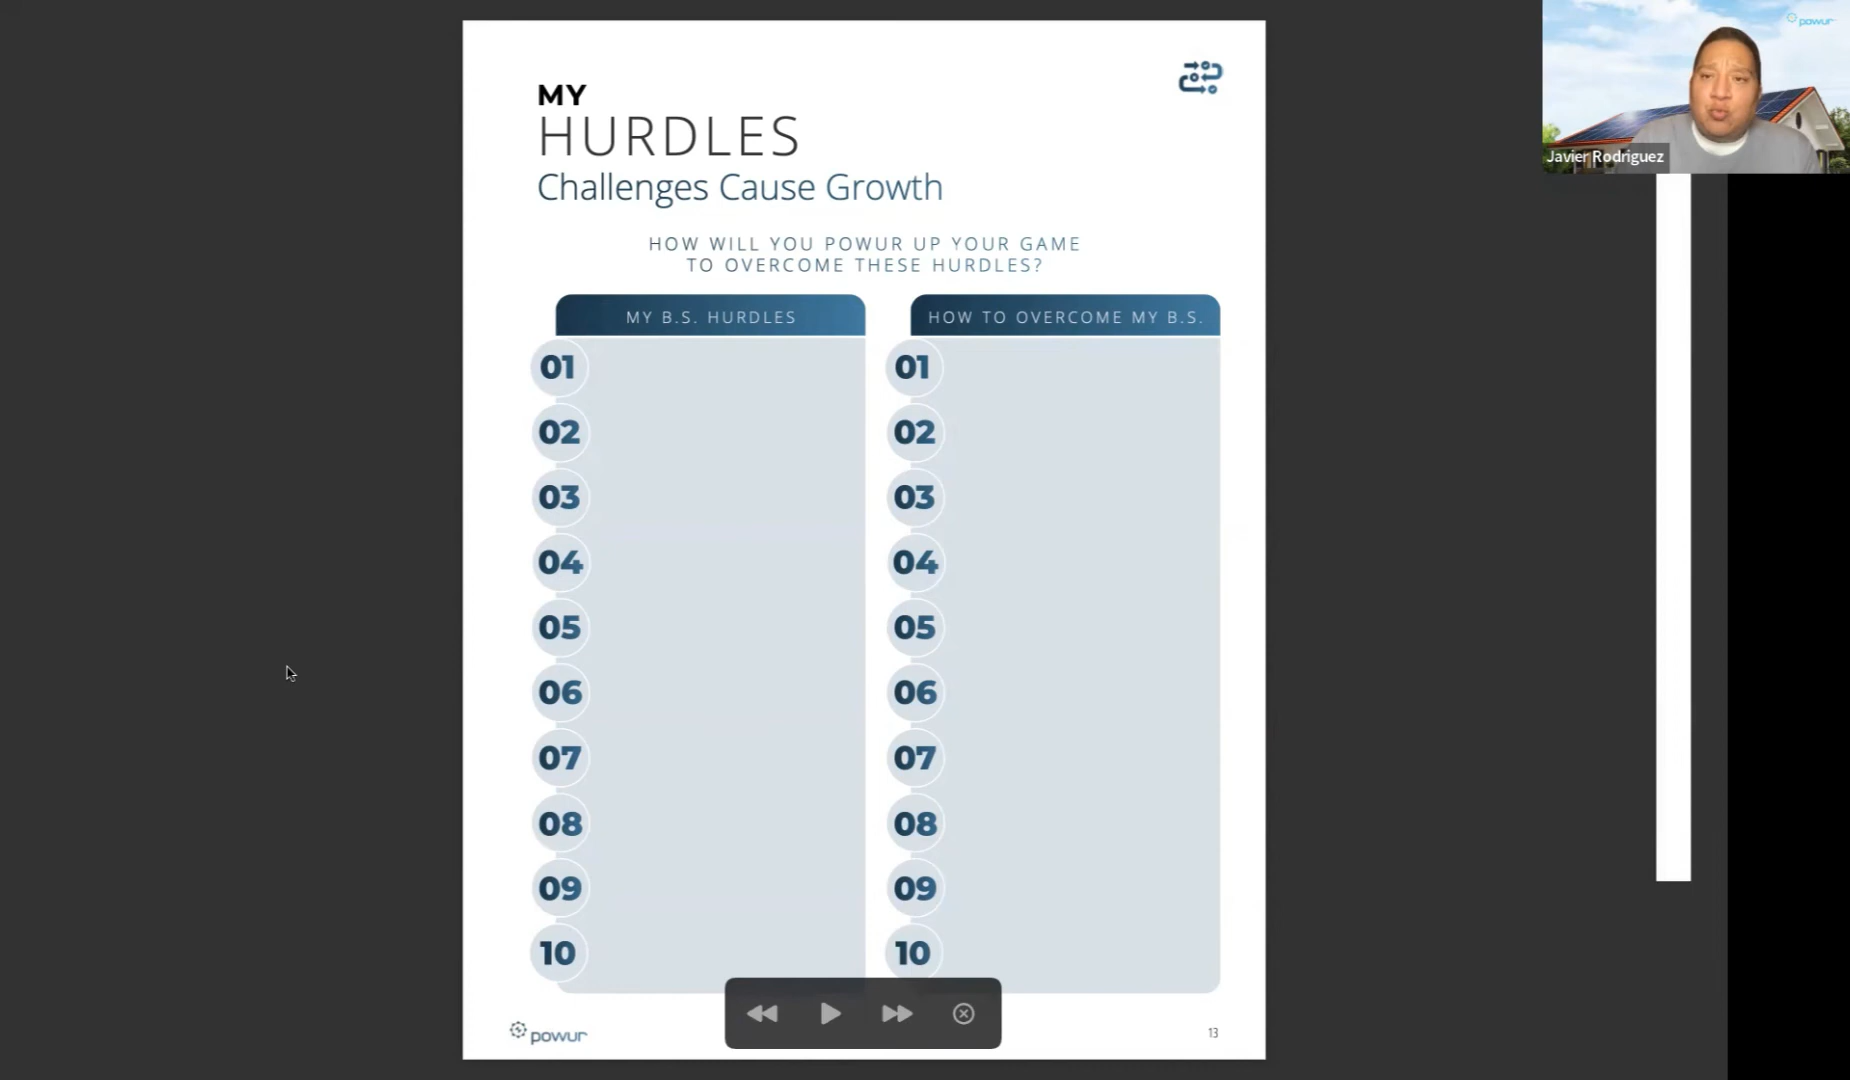 MY
HURDLES
Challenges Cause Growth
HOW WILL YOU POWUR UP YOUR GAME
TO OVERCOME THESE HURDLES?
MY B.S. HURDLES
01
02
03
04
05
06
07
08
09
10
HOW TO OVERCOME MY B.S.
01
02
03
04
05
06
07
08
09
10
powur
13
powur
Javier Rodriguez